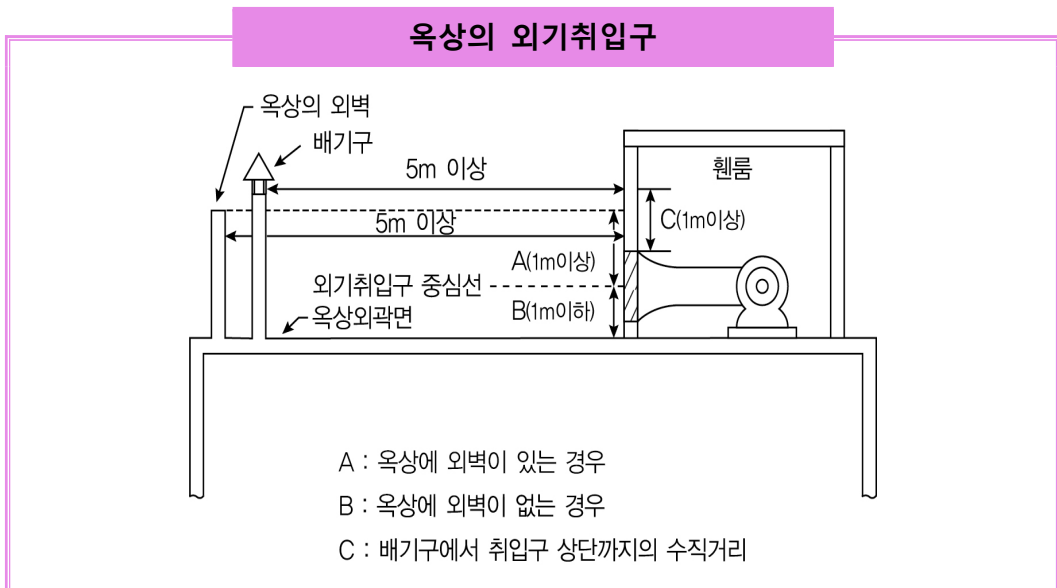 옥상의 외기취입구
옥상의 외벽
배기구
5m 이상
휀룸
5m 이상
C(1m이상)
A(1m이상)
외기취입구 중심선
B(1m이하)
옥상외곽면
A : 옥상에 외벽이 있는 경우
B : 옥상에 외벽이 없는 경우
C : 배기구에서 취입구 상단까지의 수직거리